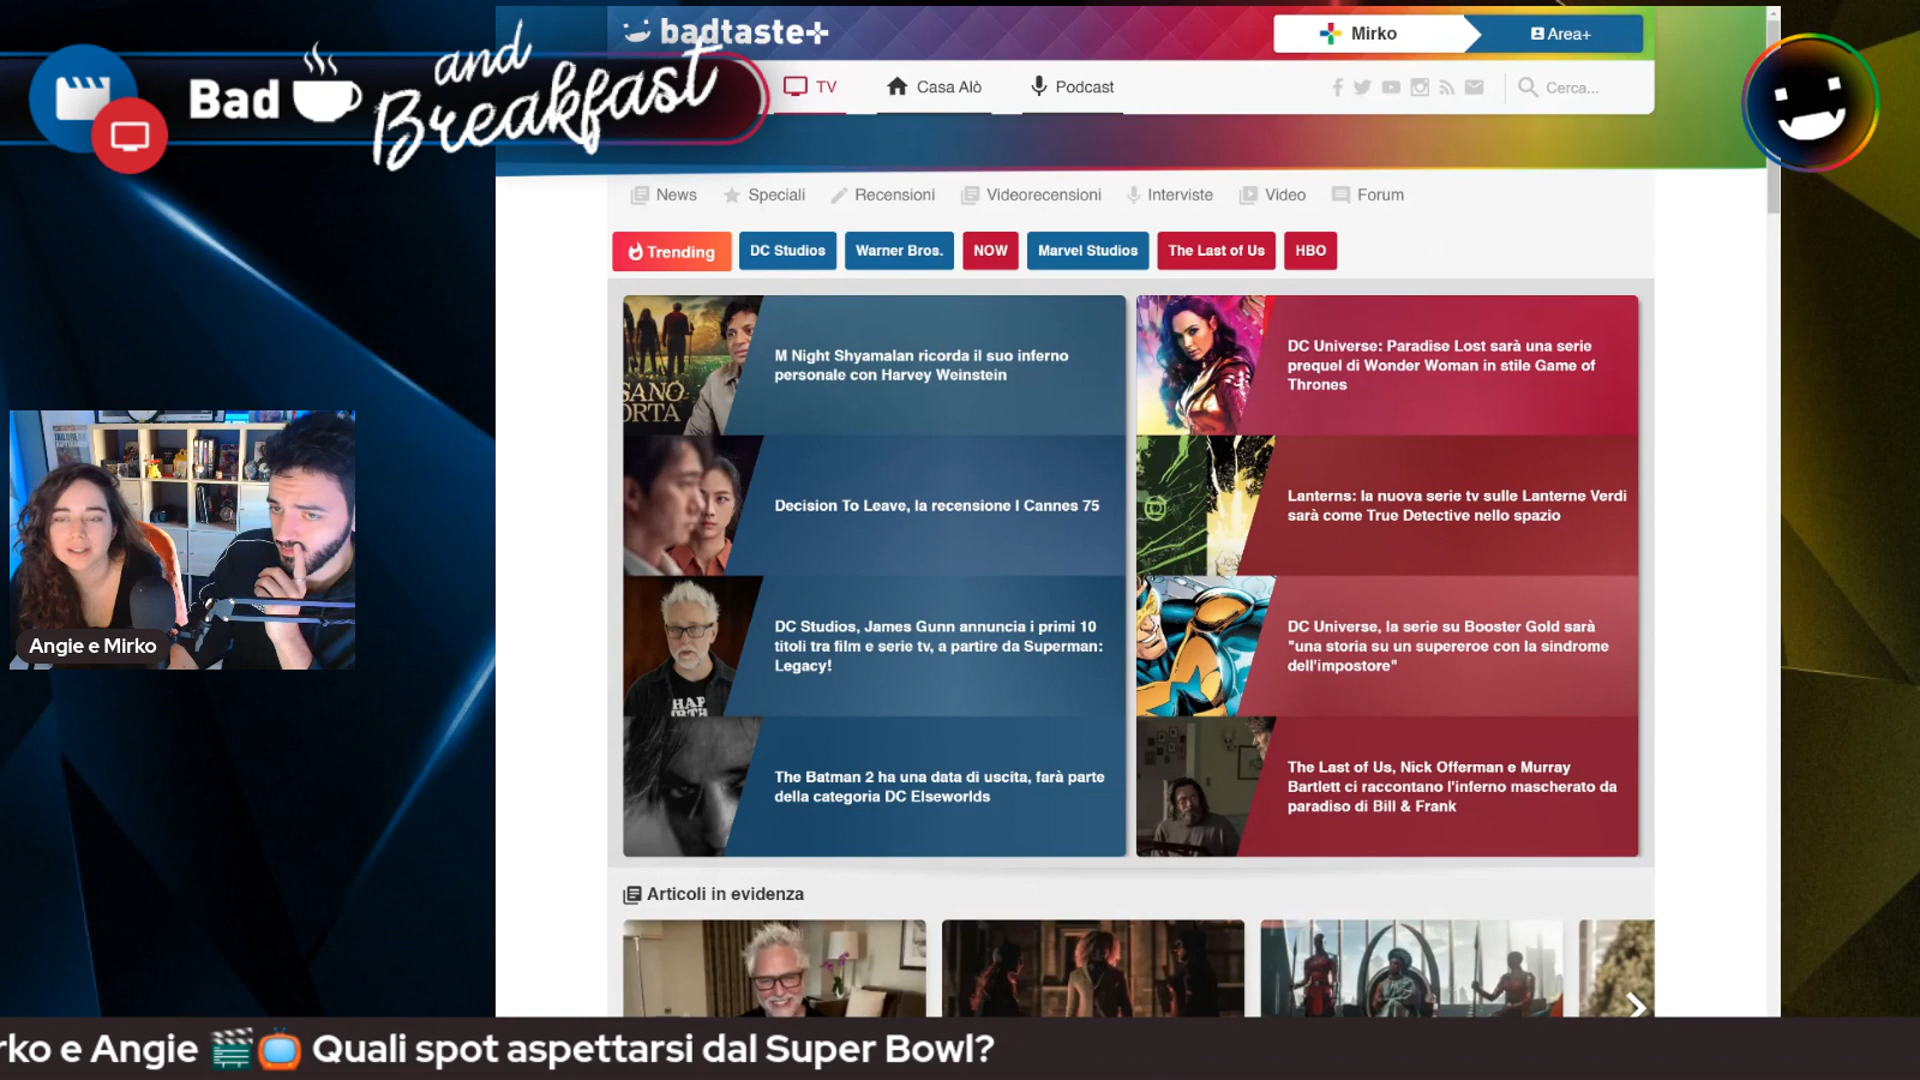 Bad and Breakfast
badtaste+
Mirko
Area+
TV
Casa Alò
Podcast
Cerca...
News
Speciali
Recensioni
Videorecensioni
Interviste
Video
Forum
Trending
DC Studios
Warner Bros.
NOW
Marvel Studios
The Last of Us
HBO
SANO
ORTA
M Night Shyamalan ricorda il suo inferno
personale con Harvey Weinstein
Decision To Leave, la recensione | Cannes 75
DC Studios, James Gunn annuncia i primi 10
titoli tra film e serie tv, a partire da Superman:
Legacy!
The Batman 2 ha una data di uscita, farà parte
della categoria DC Elseworlds
DC Universe: Paradise Lost sarà una serie
prequel di Wonder Woman in stile Game of
Thrones
Lanterns: la nuova serie tv sulle Lanterne Verdi
sarà come True Detective nello spazio
DC Universe, la serie su Booster Gold sarà
"una storia su un supereroe con la sindrome
dell'impostore"
The Last of Us, Nick Offerman e Murray
Bartlett ci raccontano l'inferno mascherato da
paradiso di Bill & Frank
Angie e Mirko
Articoli in evidenza
rko e Angie 🎬📺 Quali spot aspettarsi dal Super Bowl?